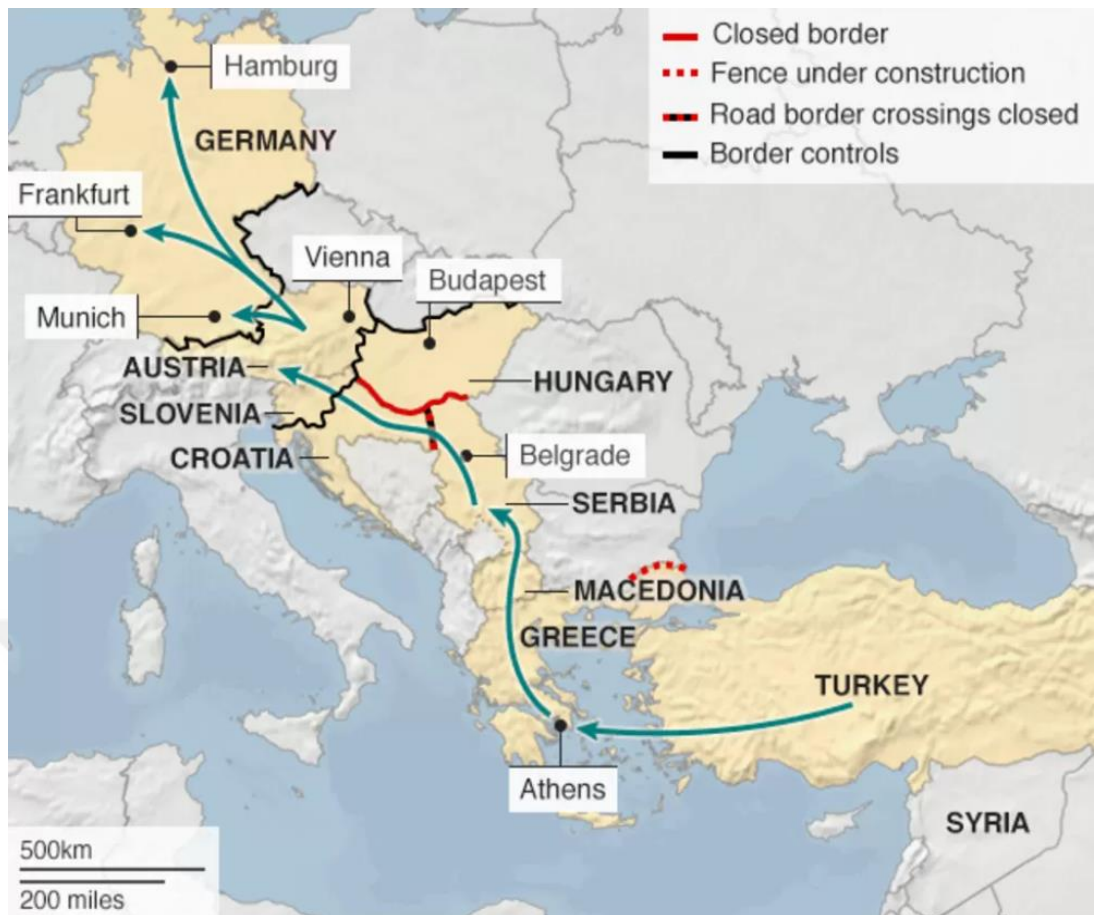 Closed border
Fence under construction
Road border crossings closed
Border controls
Hamburg
GERMANY
Frankfurt
Vienna
Budapest
Munich
AUSTRIA
HUNGARY
SLOVENIA
CROATIA
Belgrade
SERBIA
MACEDONIA
GREECE
TURKEY
Athens
SYRIA
500km
200 miles